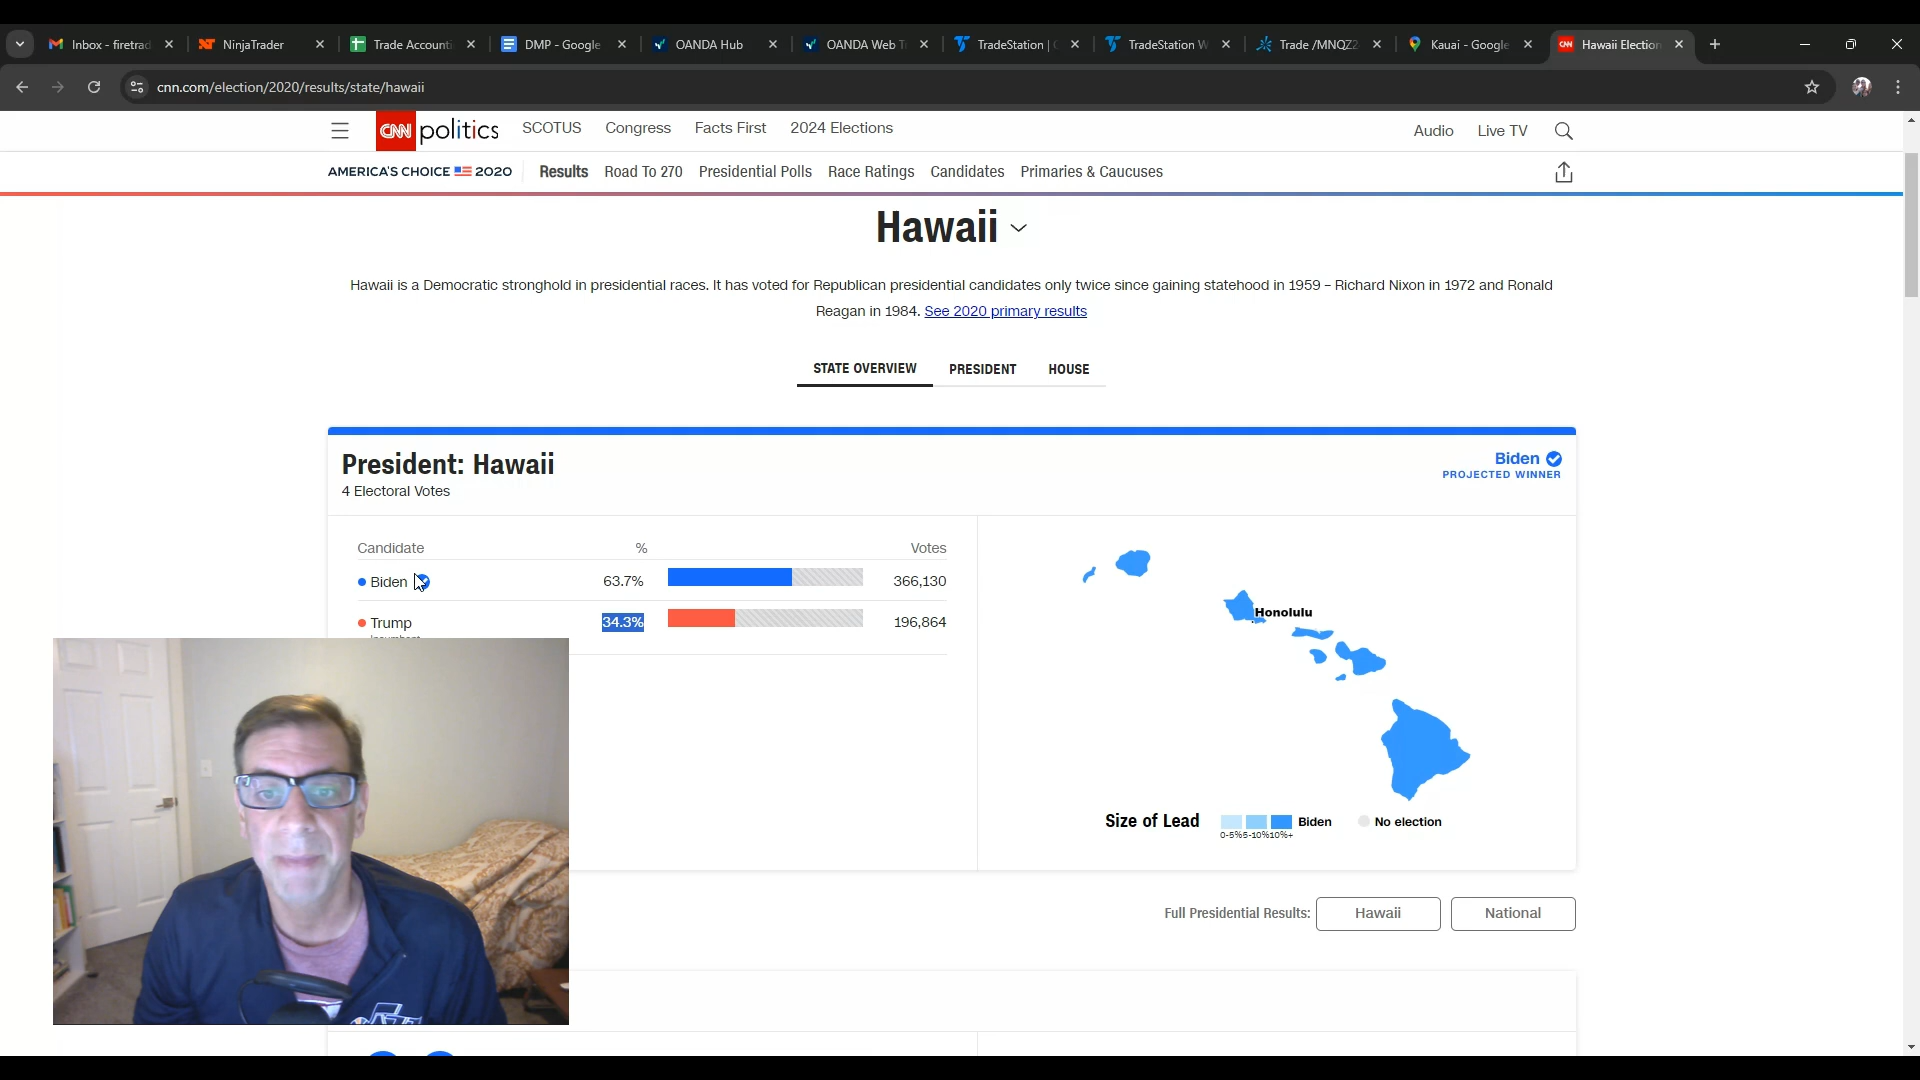 Inbox - firetrad
NinjaTrader
Trade Accounti
DMP - Google
OANDA Hub
OANDA Web T
TradeStation |
TradeStation W
Trade /MNQZ2
Kauai - Google
CNN
Hawaii Election
cnn.com/election/2020/results/state/hawaii
CNN politics SCOTUS Congress Facts First 2024 Elections Audio Live TV
AMERICA'S CHOICE 2020 Results Road To 270 Presidential Polls Race Ratings Candidates Primaries & Caucuses
Hawaii
Hawaii is a Democratic stronghold in presidential races. It has voted for Republican presidential candidates only twice since gaining statehood in 1959 – Richard Nixon in 1972 and Ronald
Reagan in 1984. See 2020 primary results
STATE OVERVIEW PRESIDENT HOUSE
President: Hawaii
4 Electoral Votes
Biden
PROJECTED WINNER
Candidate % Votes
Biden 63.7% 366,130
Trump 34.3% 196,864
Honolulu
Size of Lead
0-5% 5-10% 10%+
Biden
No election
Full Presidential Results: Hawaii National